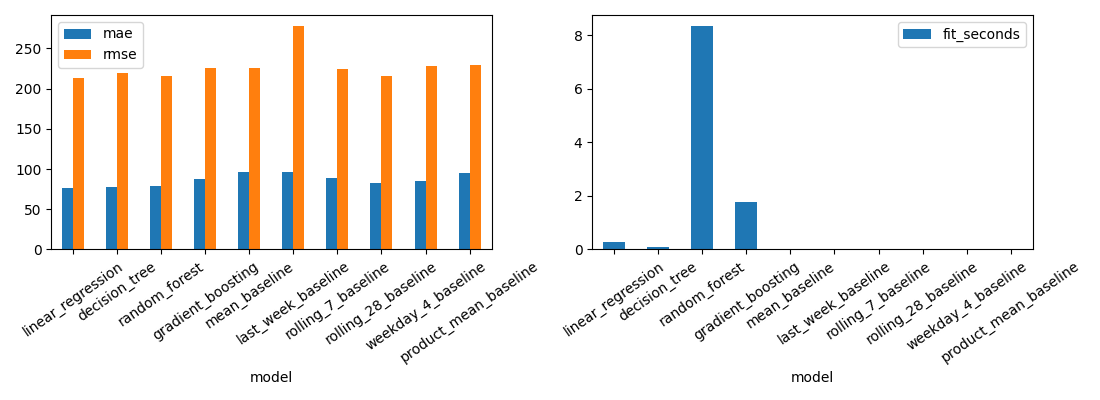 mae
rmse
250
200
150
100
50
0
linear_regression
decision_tree
random_forest
gradient_boosting
mean_baseline
last_week_baseline
rolling_7_baseline
rolling_28_baseline
weekday_4_baseline
product_mean_baseline
model
fit_seconds
8
6
4
2
0
linear_regression
decision_tree
random_forest
gradient_boosting
mean_baseline
last_week_baseline
rolling_7_baseline
rolling_28_baseline
weekday_4_baseline
product_mean_baseline
model